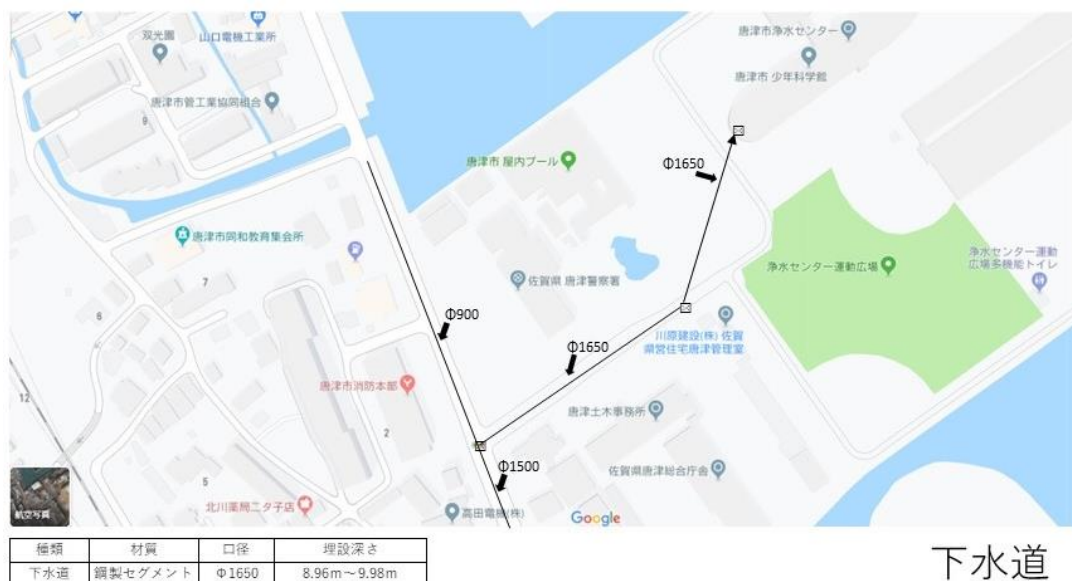 双光園
山口電機工業所
唐津市浄水センター
唐津市 少年科学館
唐津市管工業協同組合
9
唐津市 屋内プール
Φ1650
唐津市同和教育集会所
浄水センター運動広場
浄水センター運動
広場多機能トイレ
佐賀県 唐津警察署
7
8
Φ900
川原建設(株) 佐賀
県営住宅唐津管理室
Φ1650
唐津市消防本部
12
唐津土木事務所
2
Φ1500
佐賀県唐津総合庁舎
5
北川薬局二タ子店
高田電機(株)
航空写真
Google
種類 材質 口径 埋設深さ
下水道 鋼製セグメント Φ1650 8.96m～9.98m
下水道